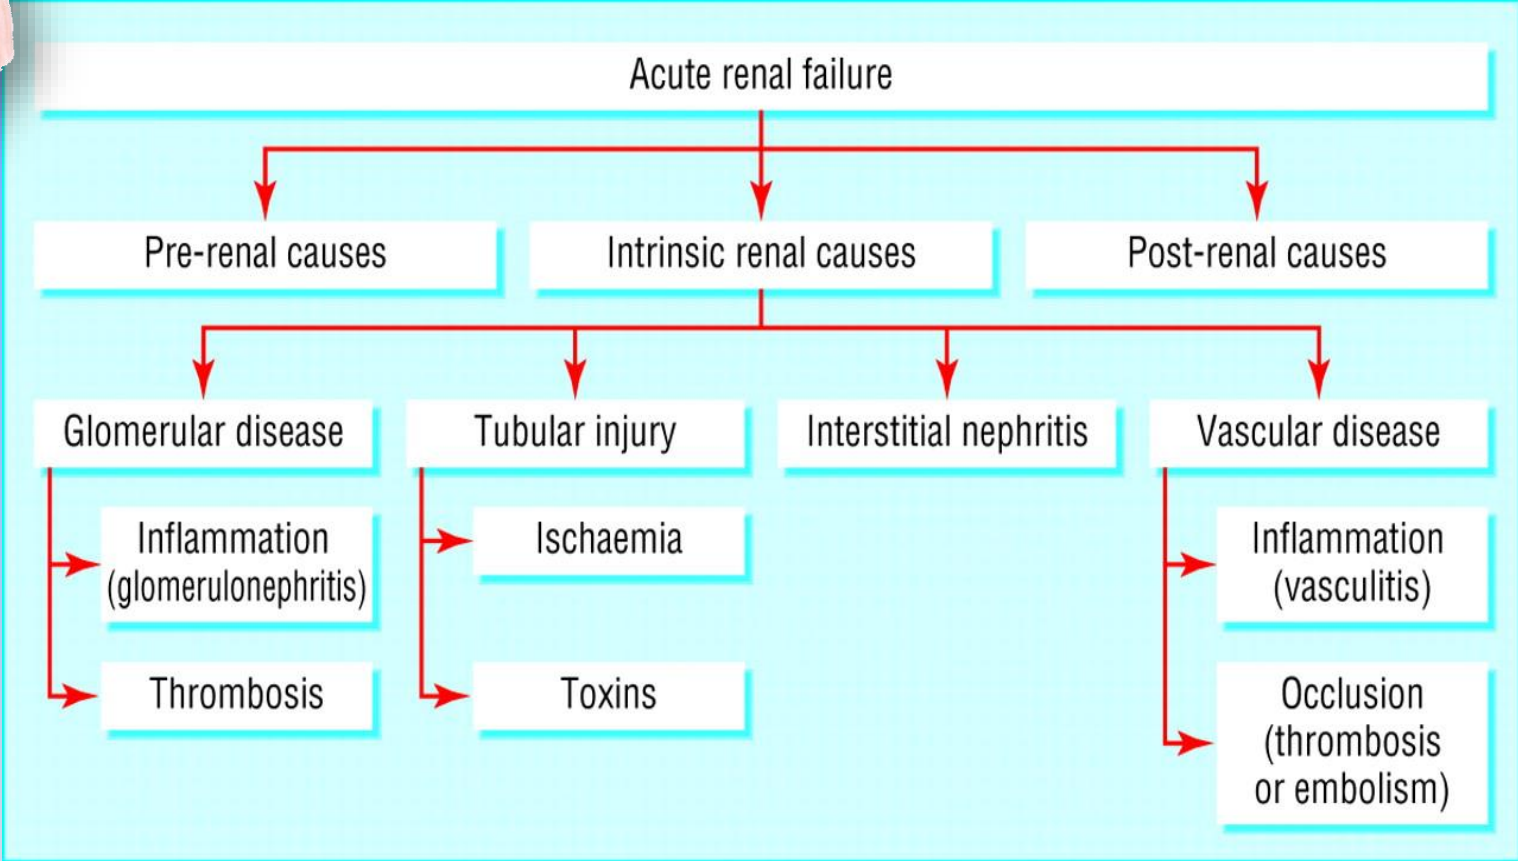 Acute renal failure
Pre-renal causes
Intrinsic renal causes
Post-renal causes
Glomerular disease
Tubular injury
Interstitial nephritis
Vascular disease
Inflammation
(glomerulonephritis)
Thrombosis
Ischaemia
Toxins
Inflammation
(vasculitis)
Occlusion
(thrombosis
or embolism)